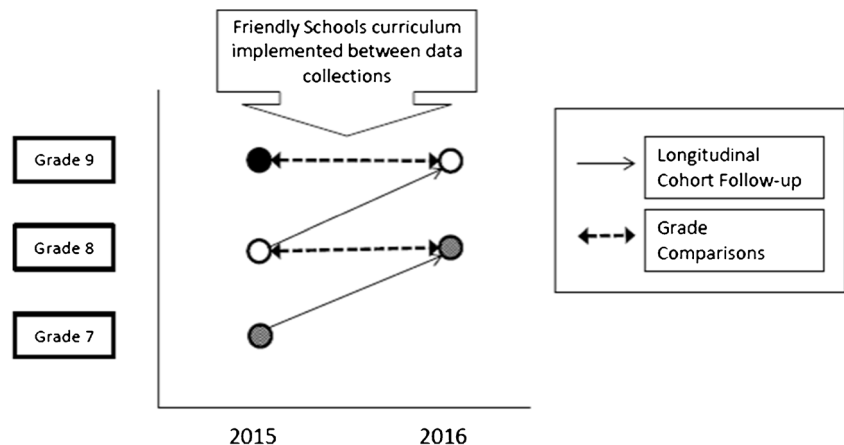 Friendly Schools curriculum
implemented between data
collections
Grade 9
Grade 8
Grade 7
2015
2016
Longitudinal
Cohort Follow-up
Grade
Comparisons